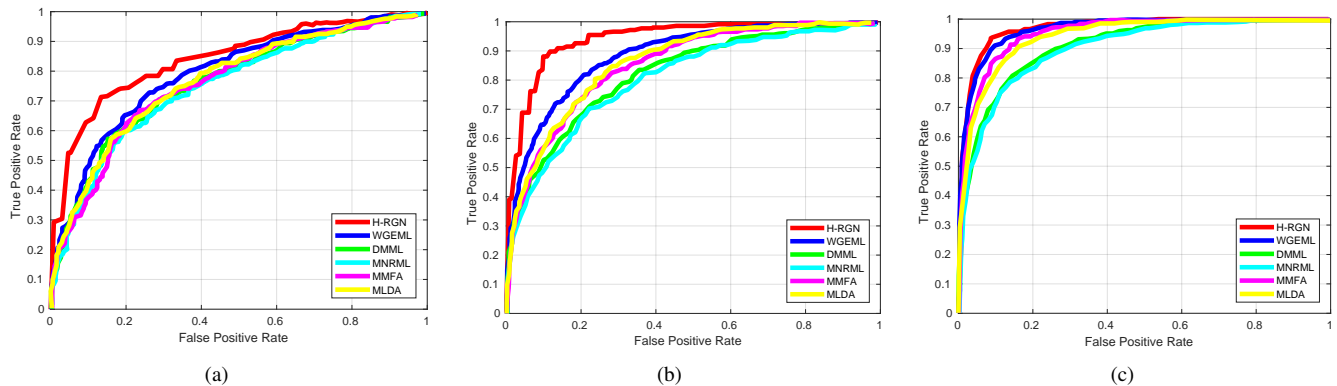 1
0.9
0.8
0.7
0.6
0.5
0.4
0.3
0.2
0.1
0
True Positive Rate
H-RGN
WGEML
DMML
MNRML
MMFA
MLDA
0 0.2 0.4 0.6 0.8 1
False Positive Rate
(a)
1
0.9
0.8
0.7
0.6
0.5
0.4
0.3
0.2
0.1
0
True Positive Rate
H-RGN
WGEML
DMML
MNRML
MMFA
MLDA
0 0.2 0.4 0.6 0.8 1
False Positive Rate
(b)
1
0.9
0.8
0.7
0.6
0.5
0.4
0.3
0.2
0.1
0
True Positive Rate
H-RGN
WGEML
DMML
MNRML
MMFA
MLDA
0 0.2 0.4 0.6 0.8 1
False Positive Rate
(c)